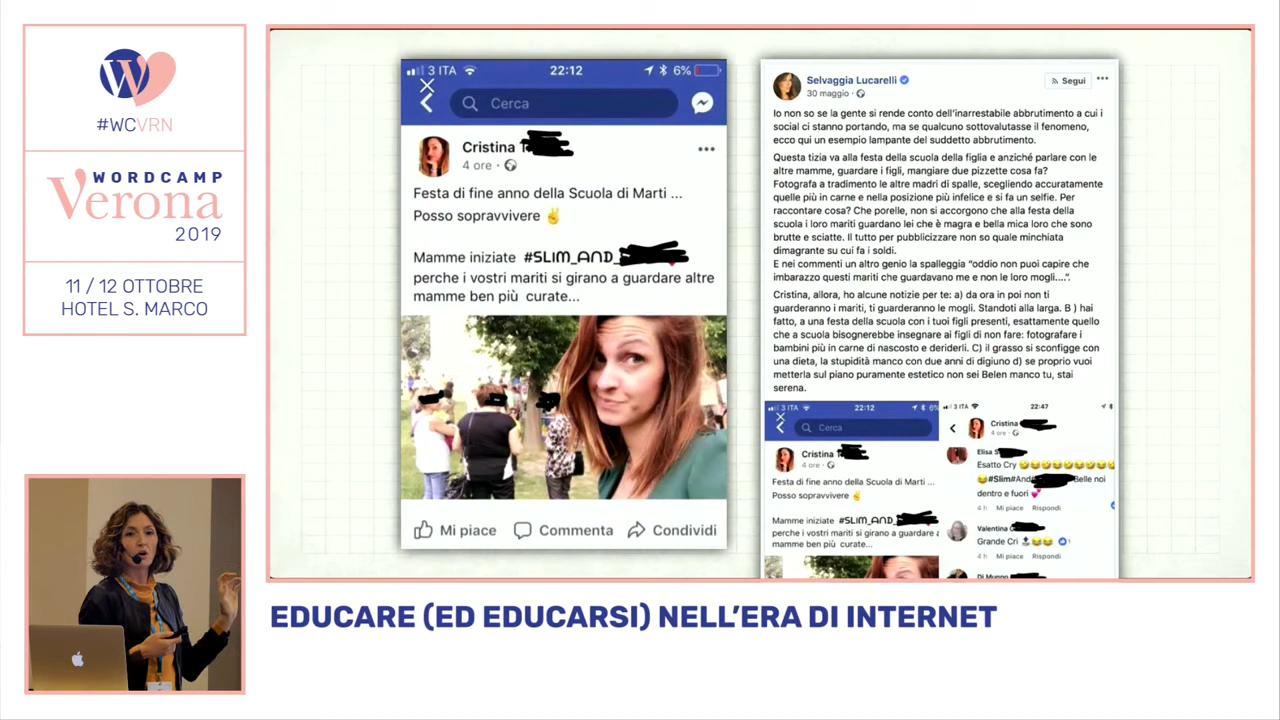 #WCVRN
WORDCAMP
Verona
2019
11 / 12 OTTOBRE
HOTEL S. MARCO
3 ITA 22:12 6%
Cerca
Cristina
4 ore
Festa di fine anno della Scuola di Marti ...
Posso sopravvivere ✌
Mamme iniziate #SLIM_AND_
perche i vostri mariti si girano a guardare altre
mamme ben più curate...
Mi piace Commenta Condividi
Selvaggia Lucarelli
30 maggio
Segui
Io non so se la gente si rende conto dell'inarrestabile abbrutimento a cui i
social ci stanno portando, ma se qualcuno sottovalutasse il fenomeno,
ecco qui un esempio lampante del suddetto abbrutimento.
Questa tizia va alla festa della scuola della figlia e anziché parlare con le
altre mamme, guardare i figli, mangiare due pizzette cosa fa?
Fotografa a tradimento le altre madri di spalle, scegliendo accuratamente
quelle più in carne e nella posizione più infelice e si fa un selfie. Per
raccontare cosa? Che porelle, non si accorgono che alla festa della
scuola i loro mariti guardano lei che è magra e bella mica loro che sono
brutte e sciatte. Il tutto per pubblicizzare non so quale minchiata
dimagrante su cui fa i soldi.
E nei commenti un altro genio la spalleggia "oddio non puoi capire che
imbarazzo questi mariti che guardavano me e non le loro mogli....".
Cristina, allora, ho alcune notizie per te: a) da ora in poi non ti
guarderanno i mariti, ti guarderanno le mogli. Standoti alla larga. B ) hai
fatto, a una festa della scuola con i tuoi figli presenti, esattamente quello
che a scuola bisognerebbe insegnare ai figli di non fare: fotografare i
bambini più in carne di nascosto e deriderli. C) il grasso si sconfigge con
una dieta, la stupidità manco con due anni di digiuno d) se proprio vuoi
metterla sul piano puramente estetico non sei Belen manco tu, stai
serena.
3 ITA 22:12 6%
Cerca
Cristina
4 ore
Festa di fine anno della Scuola di Marti ...
Posso sopravvivere ✌
Mamme iniziate #SLIM_AND_
perche i vostri mariti si girano a guardare a
mamme ben più curate...
3 ITA 22:47
Cristina
4 ore
Elisa
Esatto Cry 🤣🤣🤣🤣🤣🤣🤣🤣
😂#Slim#And Belle noi
dentro e fuori 💕
4 h Mi piace Rispondi
Valentina
Grande Cri 😂😂 1
4 h Mi piace Rispondi
EDUCARE (ED EDUCARSI) NELL'ERA DI INTERNET